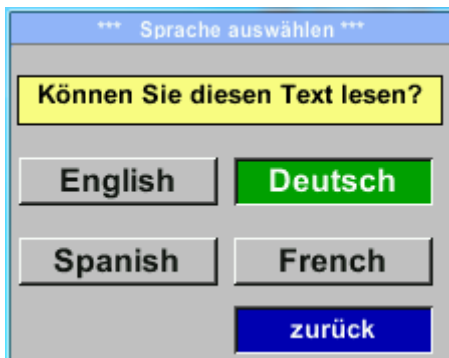 *** Sprache auswählen ***
Können Sie diesen Text lesen?
English Deutsch
Spanish French
zurück